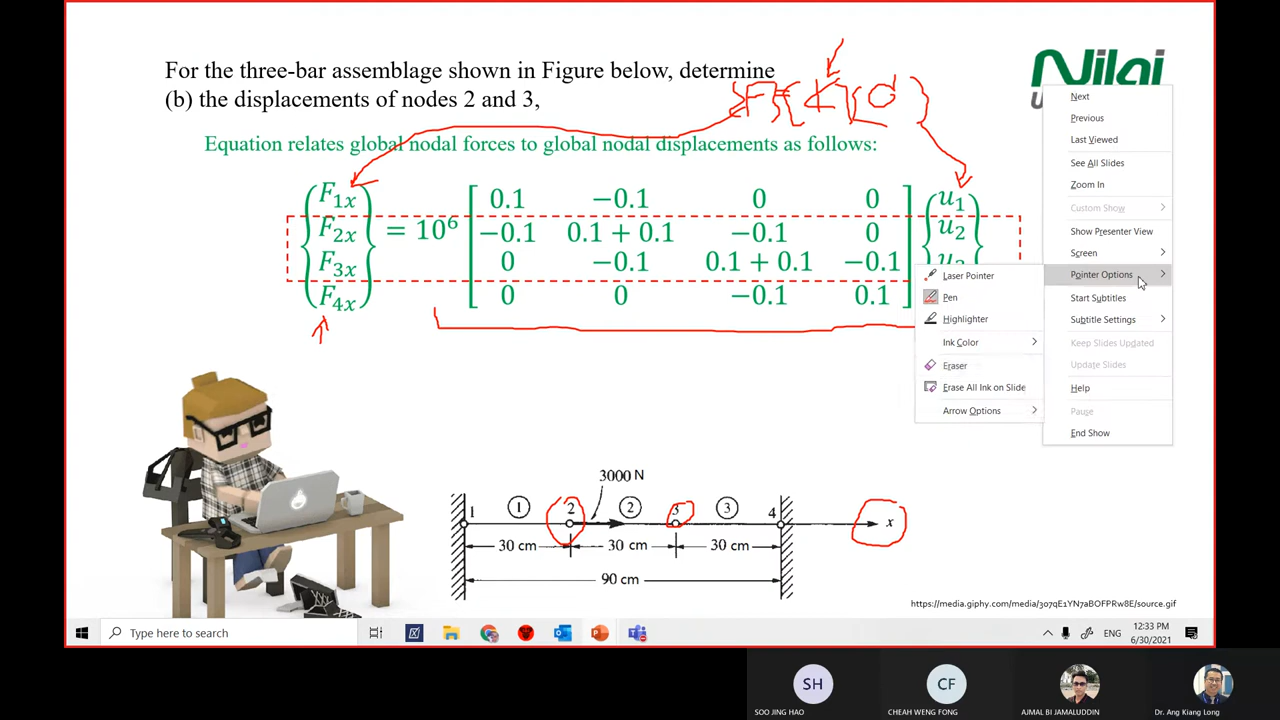 For the three-bar assemblage shown in Figure below, determine
(b) the displacements of nodes 2 and 3,
Nilai
{F}={K}{d}
Equation relates global nodal forces to global nodal displacements as follows:
F1x 0.1 −0.1 0 0 u1
F2x = 10⁶ −0.1 0.1 + 0.1 −0.1 0 u2
F3x 0 −0.1 0.1 + 0.1 −0.1
F4x 0 0 −0.1 0.1
Next
Previous
Last Viewed
See All Slides
Zoom In
Custom Show
Show Presenter View
Screen
Pointer Options
Start Subtitles
Subtitle Settings
Keep Slides Updated
Update Slides
Help
Pause
End Show
Laser Pointer
Pen
Highlighter
Ink Color
Eraser
Erase All Ink on Slide
Arrow Options
3000 N
1 ① 2 ② 3 ③ 4 x
30 cm 30 cm 30 cm
90 cm
https://media.giphy.com/media/307qE1YN7aBOFPRw8E/source.gif
Type here to search
ENG
12:33 PM
6/30/2021
SH
CF
SOO JING HAO
CHEAH WENG FONG
AJMAL BI JAMALUDDIN
Dr. Ang Kiang Long